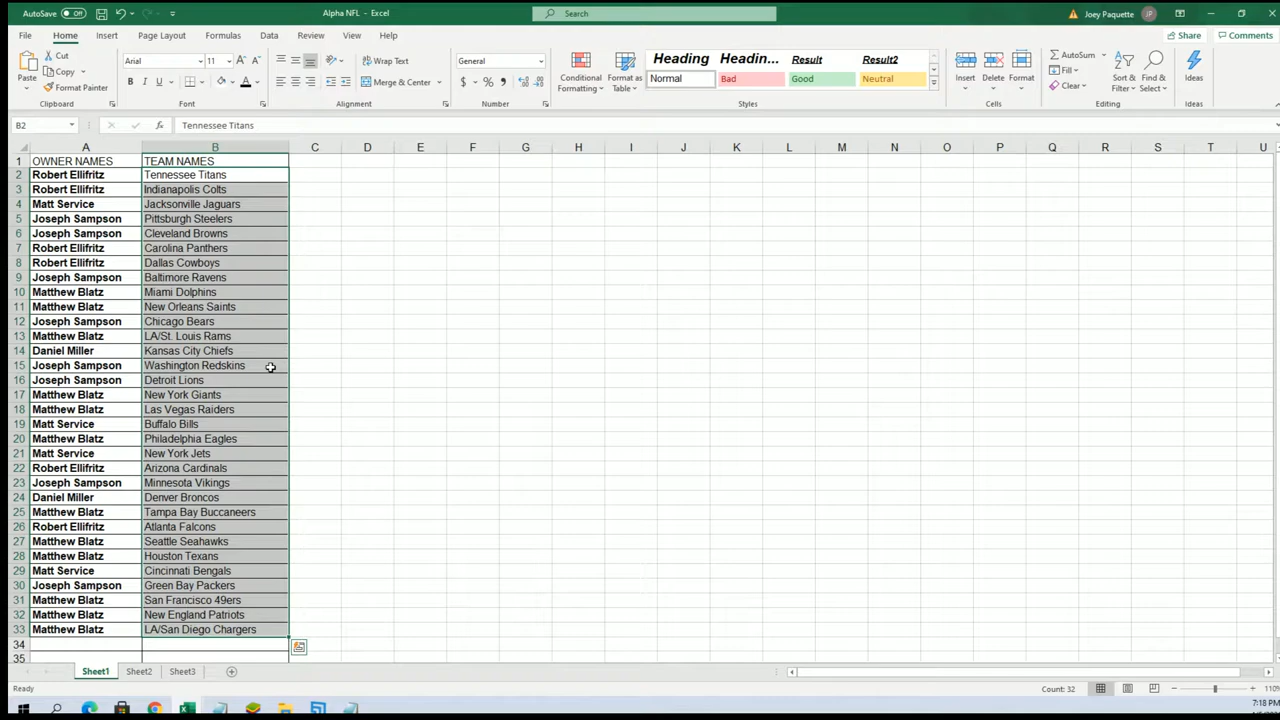 AutoSave Off
Alpha NFL - Excel
Search
Joey Paquette JP
File Home Insert Page Layout Formulas Data Review View Help
Share Comments
Paste
Cut
Copy
Format Painter
Clipboard
Arial 11
B I U
Font
Wrap Text
Merge & Center
Alignment
General
$ % ,
Number
Conditional Formatting
Format as Table
Heading Headin... Result Result2
Normal Bad Good Neutral
Styles
Insert Delete Format
Cells
AutoSum
Fill
Clear
Sort & Filter
Find & Select
Editing
Ideas
Ideas
B2 fx Tennessee Titans
A B C D E F G H I J K L M N O P Q R S T U
1 OWNER NAMES TEAM NAMES
2 Robert Ellifritz Tennessee Titans
3 Robert Ellifritz Indianapolis Colts
4 Matt Service Jacksonville Jaguars
5 Joseph Sampson Pittsburgh Steelers
6 Joseph Sampson Cleveland Browns
7 Robert Ellifritz Carolina Panthers
8 Robert Ellifritz Dallas Cowboys
9 Joseph Sampson Baltimore Ravens
10 Matthew Blatz Miami Dolphins
11 Matthew Blatz New Orleans Saints
12 Joseph Sampson Chicago Bears
13 Matthew Blatz LA/St. Louis Rams
14 Daniel Miller Kansas City Chiefs
15 Joseph Sampson Washington Redskins
16 Joseph Sampson Detroit Lions
17 Matthew Blatz New York Giants
18 Matthew Blatz Las Vegas Raiders
19 Matt Service Buffalo Bills
20 Matthew Blatz Philadelphia Eagles
21 Matt Service New York Jets
22 Robert Ellifritz Arizona Cardinals
23 Joseph Sampson Minnesota Vikings
24 Daniel Miller Denver Broncos
25 Matthew Blatz Tampa Bay Buccaneers
26 Robert Ellifritz Atlanta Falcons
27 Matthew Blatz Seattle Seahawks
28 Matthew Blatz Houston Texans
29 Matt Service Cincinnati Bengals
30 Joseph Sampson Green Bay Packers
31 Matthew Blatz San Francisco 49ers
32 Matthew Blatz New England Patriots
33 Matthew Blatz LA/San Diego Chargers
34
35
Sheet1 Sheet2 Sheet3
Ready Count: 32
7:18 PM